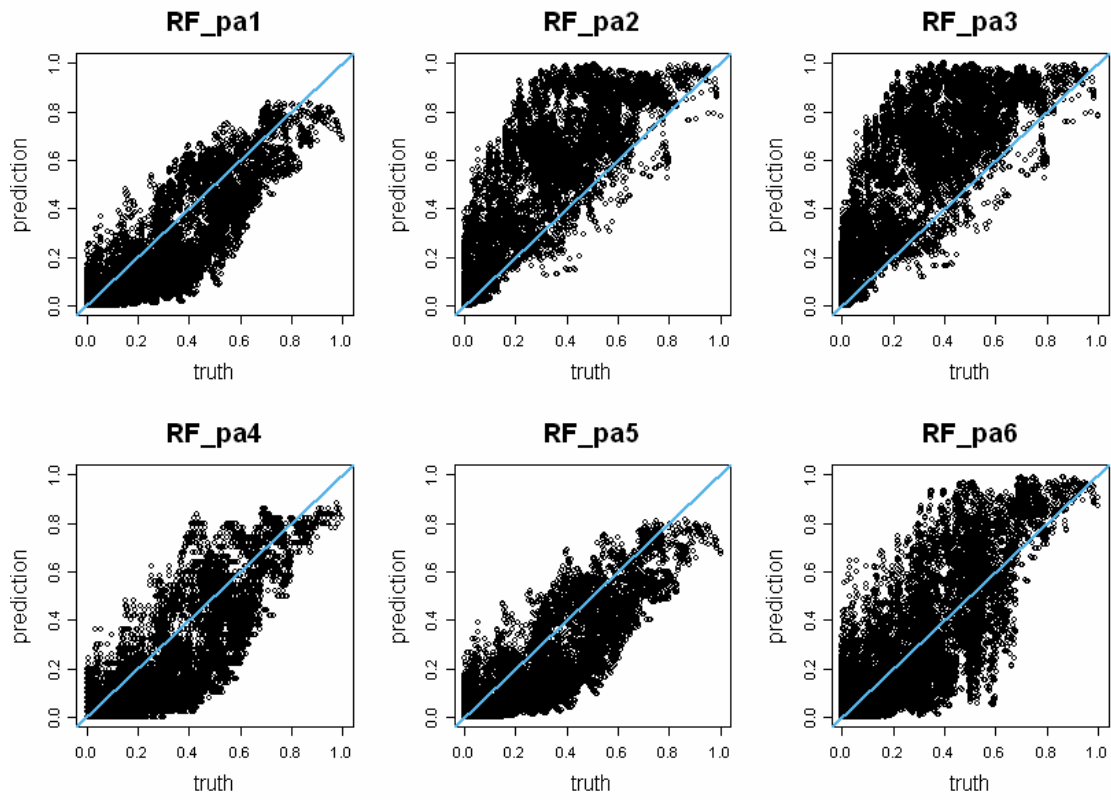 RF_pa1 RF_pa2 RF_pa3
prediction prediction prediction
1.0 1.0 1.0
0.8 0.8 0.8
0.6 0.6 0.6
0.4 0.4 0.4
0.2 0.2 0.2
0.0 0.0 0.0
0.0 0.2 0.4 0.6 0.8 1.0 0.0 0.2 0.4 0.6 0.8 1.0 0.0 0.2 0.4 0.6 0.8 1.0
truth truth truth
RF_pa4 RF_pa5 RF_pa6
prediction prediction prediction
1.0 1.0 1.0
0.8 0.8 0.8
0.6 0.6 0.6
0.4 0.4 0.4
0.2 0.2 0.2
0.0 0.0 0.0
0.0 0.2 0.4 0.6 0.8 1.0 0.0 0.2 0.4 0.6 0.8 1.0 0.0 0.2 0.4 0.6 0.8 1.0
truth truth truth